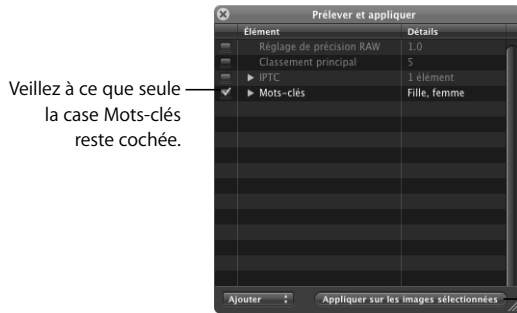 Prélever et appliquer
Élément Détails
Réglage de précision RAW 1.0
Classement principal 5
IPTC 1 élément
Mots-clés Fille, femme
Veillez à ce que seule
la case Mots-clés
reste cochée.
Ajouter Appliquer sur les images sélectionnées